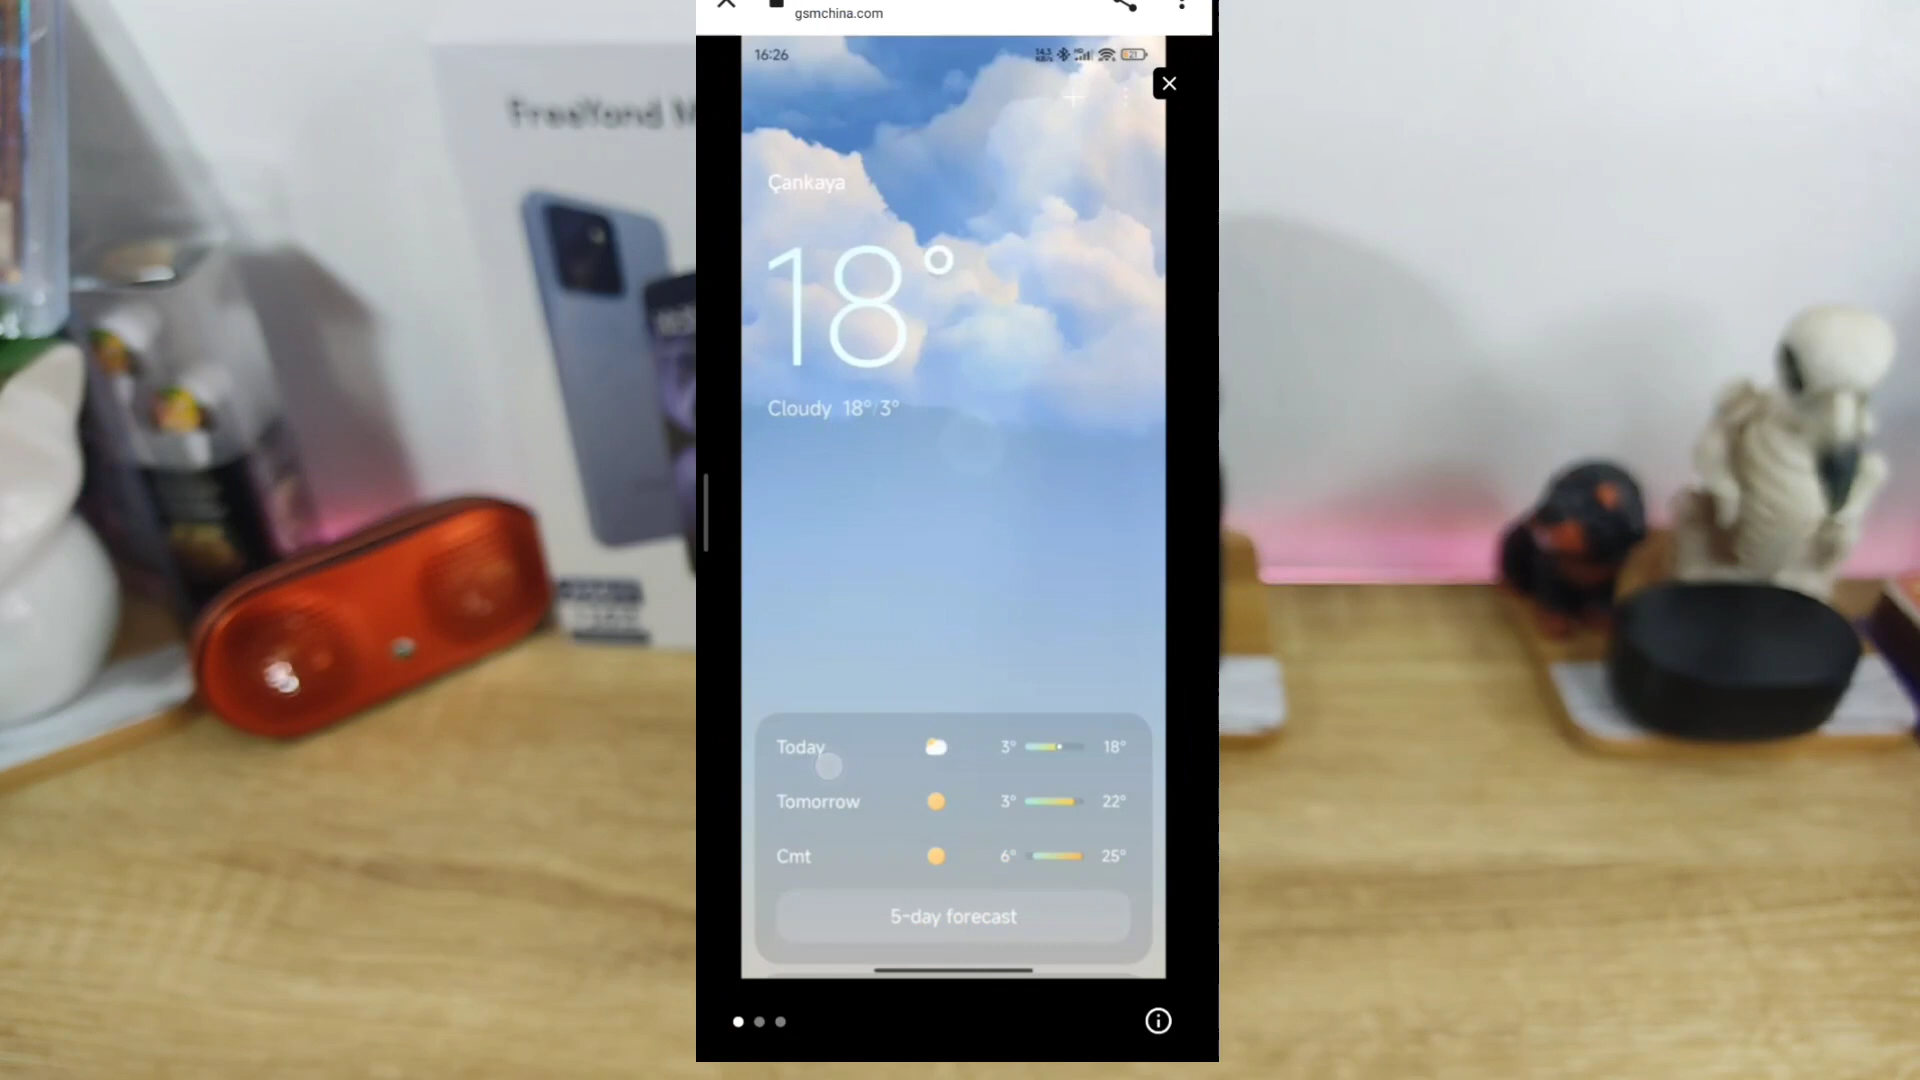 gsmchina.com
16:26
Çankaya
18°
Cloudy 18°/3°
Today 3° 18°
Tomorrow 3° 22°
Cmt 6° 25°
5-day forecast
FreeYond M